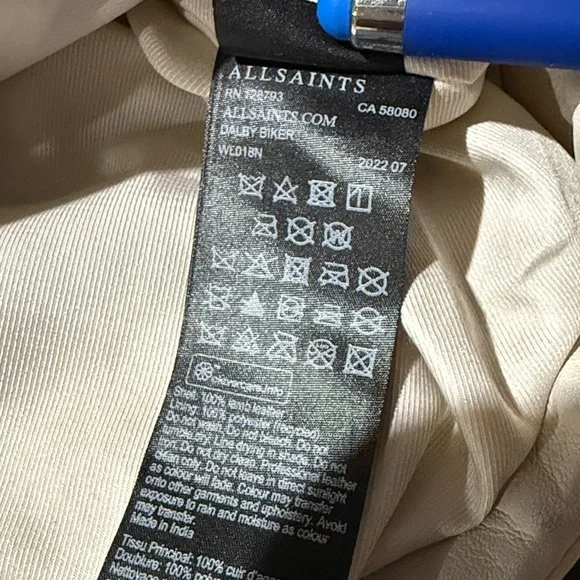 ALLSAINTS
RN 128793
CA 58080
ALLSAINTS.COM
DALBY BIKER
WL018N
2022 07
clevercare.info
Shell: 100% lamb leather
Lining: 100% polyester (recycled)
Do not wash. Do not bleach. Do not
tumble dry. Line drying in shade. Do not
iron. Do not dry clean. Professional leather
clean only. Do not leave in direct sunlight
as colour will fade. Colour may transfer
onto other garments and upholstery. Avoid
exposure to rain and moisture as colour
may transfer.
Made in India
Tissu Principal: 100% cuir
Doublure: 100%
Nettoyage